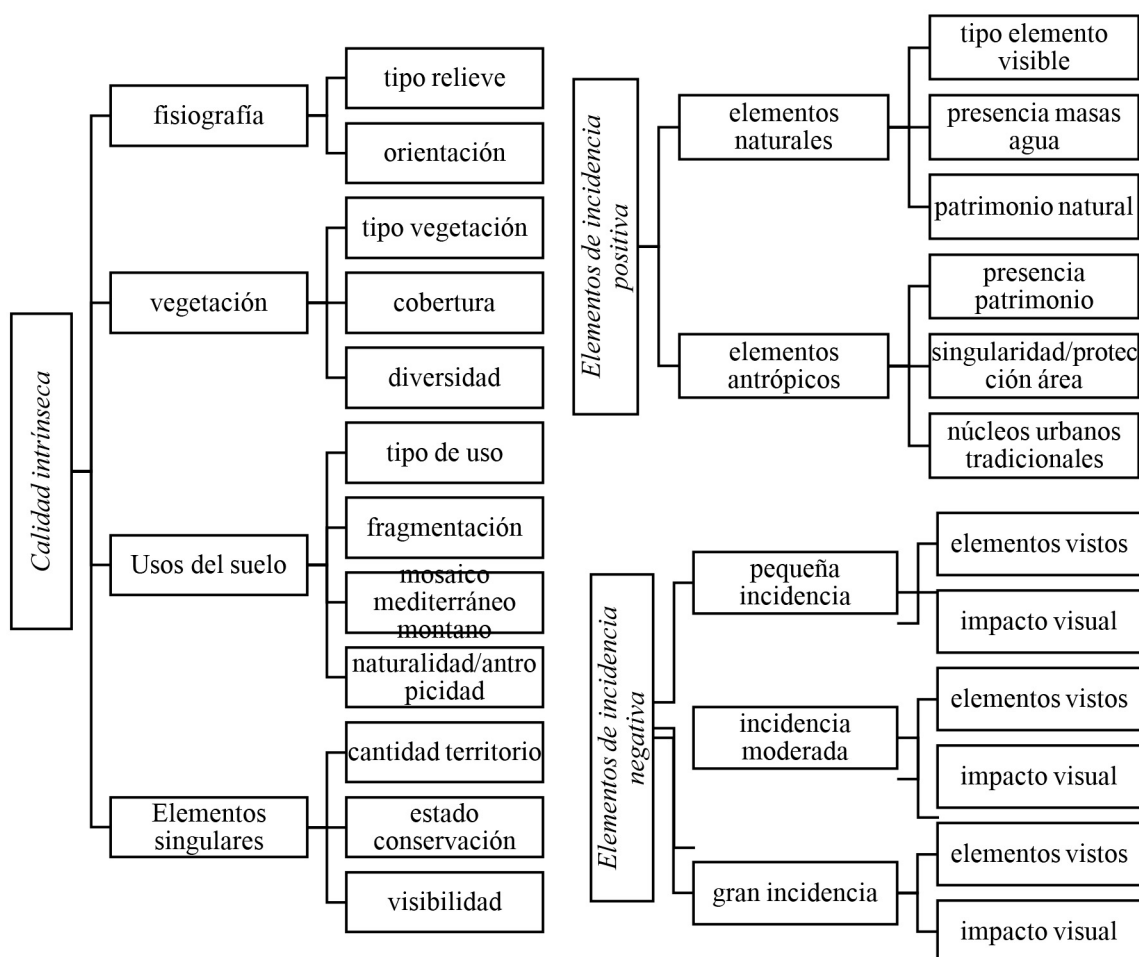 Calidad intrínseca
fisiografía
tipo relieve
orientación
vegetación
tipo vegetación
cobertura
diversidad
Usos del suelo
tipo de uso
fragmentación
mosaico
mediterráneo
montano
naturalidad/antro
picidad
Elementos
singulares
cantidad territorio
estado
conservación
visibilidad
Elementos de incidencia
positiva
elementos
naturales
tipo elemento
visible
presencia masas
agua
patrimonio natural
elementos
antrópicos
presencia
patrimonio
singularidad/protec
ción área
núcleos urbanos
tradicionales
Elementos de incidencia
negativa
pequeña
incidencia
elementos vistos
impacto visual
incidencia
moderada
elementos vistos
impacto visual
gran incidencia
elementos vistos
impacto visual